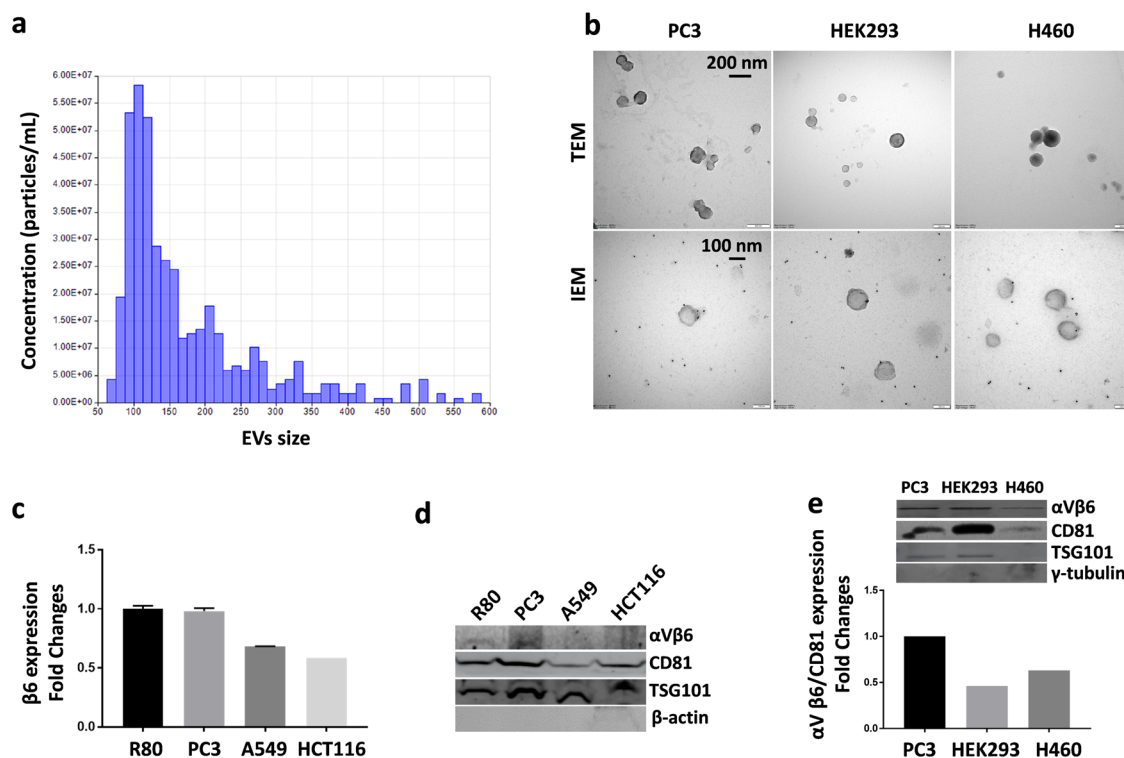 a
Concentration (particles/mL)
6.00E+07
5.50E+07
5.00E+07
4.50E+07
4.00E+07
3.50E+07
3.00E+07
2.50E+07
2.00E+07
1.50E+07
1.00E+07
5.00E+06
0.00E+00
50 100 150 200 250 300 350 400 450 500 550 600
EVs size
b
PC3 HEK293 H460
TEM
200 nm
IEM
100 nm
c
β6 expression
Fold Changes
1.5
1.0
0.5
0.0
R80 PC3 A549 HCT116
d
R80 PC3 A549 HCT116
αVβ6
CD81
TSG101
β-actin
e
PC3 HEK293 H460
αVβ6
CD81
TSG101
γ-tubulin
αV β6/CD81 expression
Fold Changes
1.5
1.0
0.5
0.0
PC3 HEK293 H460